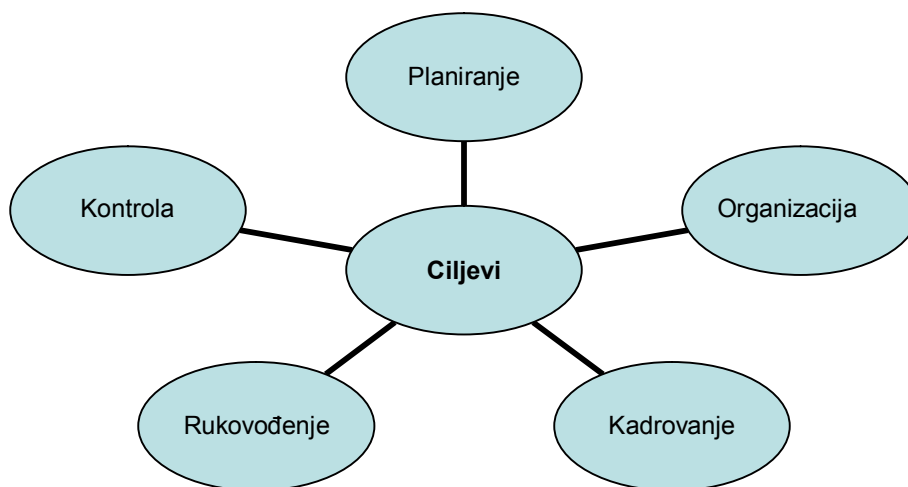 Planiranje
Kontrola
Organizacija
Ciljevi
Rukovođenje
Kadrovanje